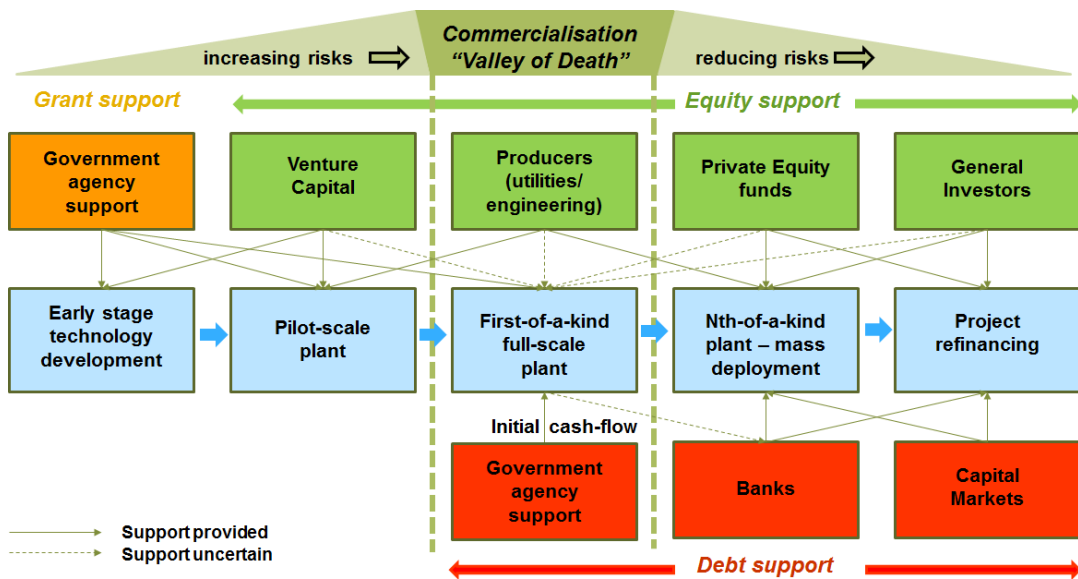 Commercialisation
“Valley of Death”
increasing risks
reducing risks
Grant support
Equity support
Government
agency
support
Venture
Capital
Producers
(utilities/
engineering)
Private Equity
funds
General
Investors
Early stage
technology
development
Pilot-scale
plant
First-of-a-kind
full-scale
plant
Nth-of-a-kind
plant – mass
deployment
Project
refinancing
Initial cash-flow
Government
agency
support
Banks
Capital
Markets
Support provided
Support uncertain
Debt support